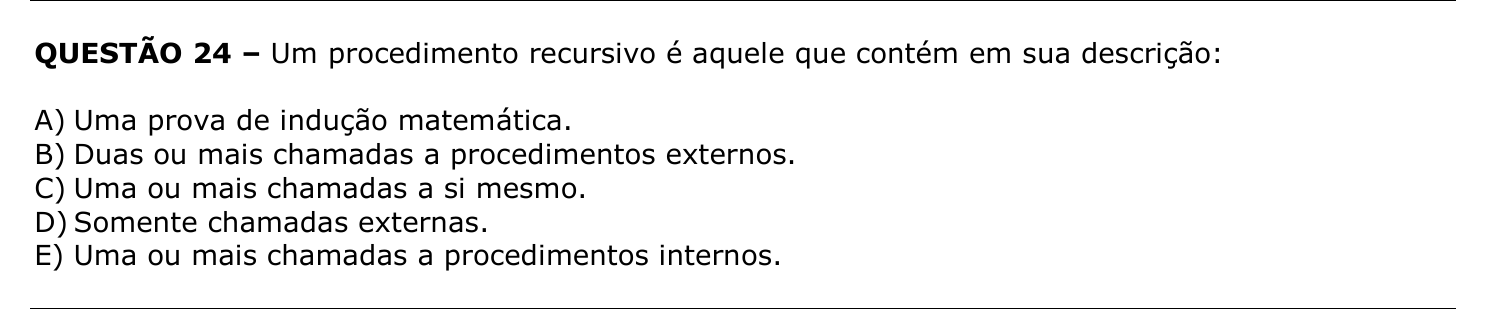 QUESTÃO 24 – Um procedimento recursivo é aquele que contém em sua descrição:
A) Uma prova de indução matemática.
B) Duas ou mais chamadas a procedimentos externos.
C) Uma ou mais chamadas a si mesmo.
D) Somente chamadas externas.
E) Uma ou mais chamadas a procedimentos internos.